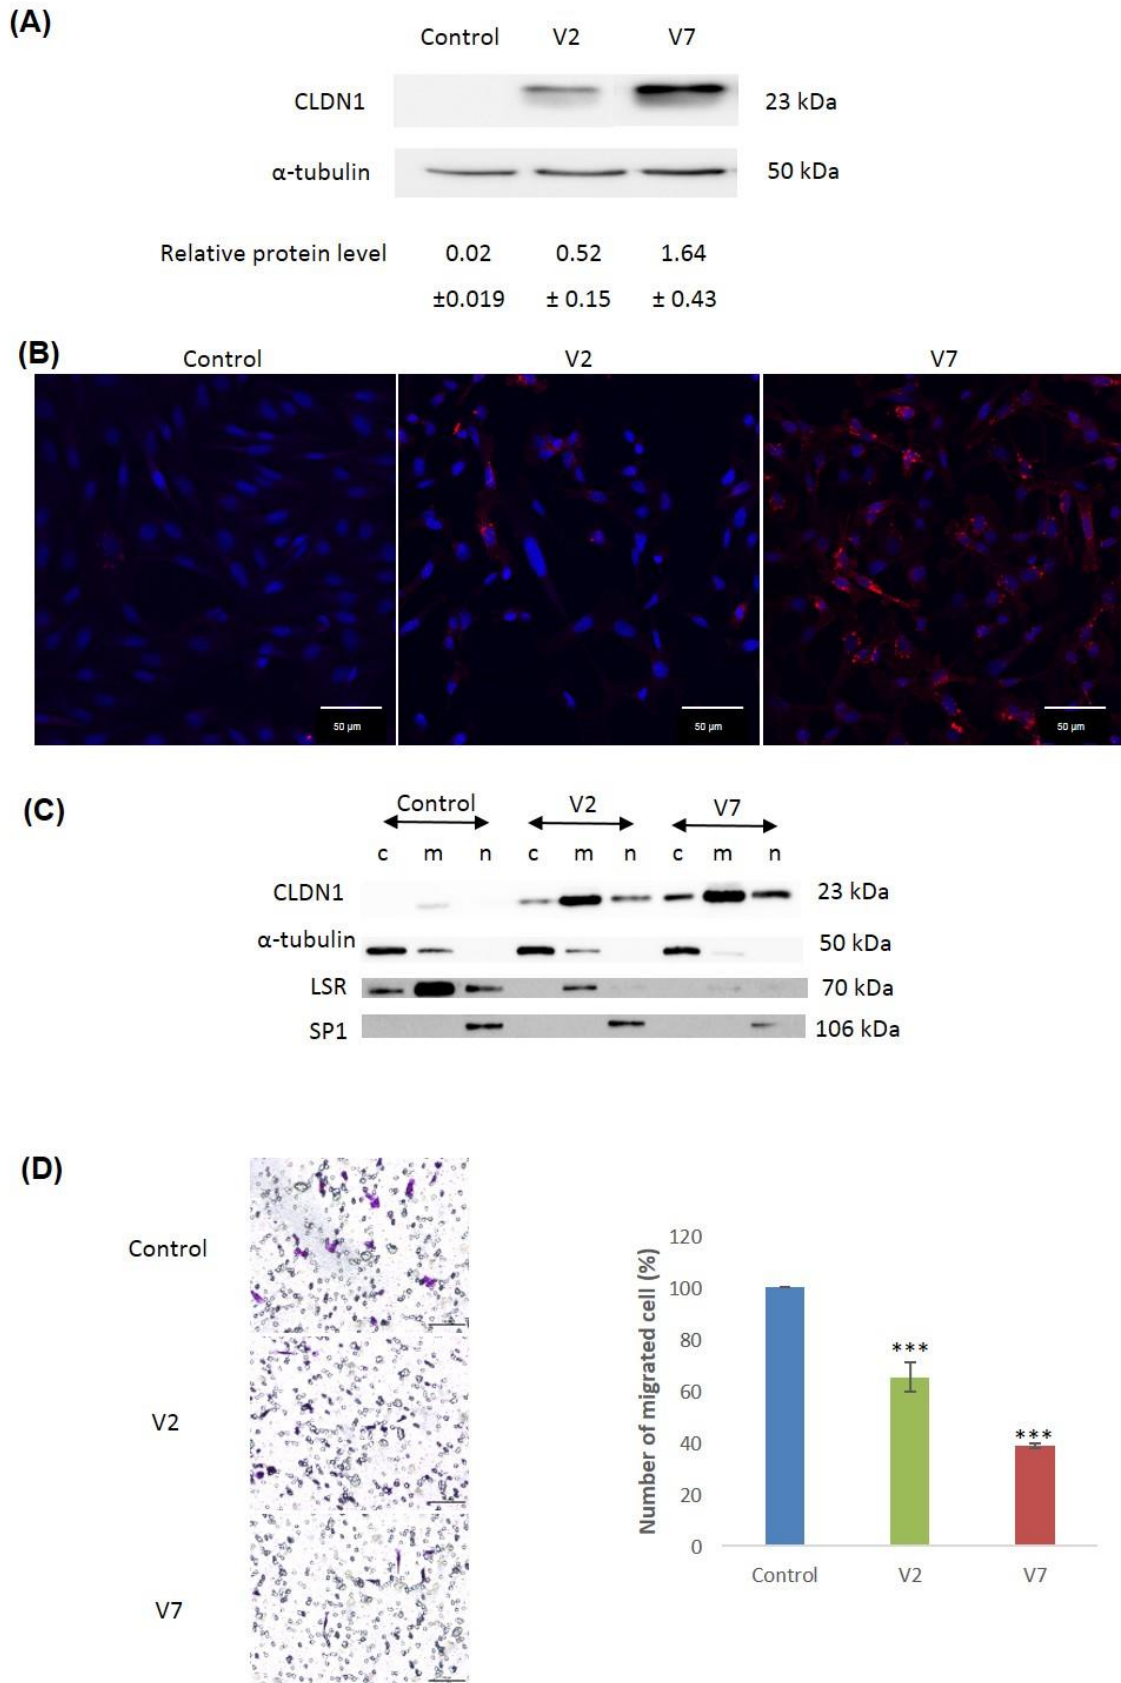 (A)
Control V2 V7
CLDN1 23 kDa
α-tubulin 50 kDa
Relative protein level 0.02 0.52 1.64
±0.019 ± 0.15 ± 0.43
(B)
Control V2 V7
50 µm 50 µm 50 µm
(C)
Control V2 V7
c m n c m n c m n
CLDN1 23 kDa
α-tubulin 50 kDa
LSR 70 kDa
SP1 106 kDa
(D)
Control
V2
V7
Number of migrated cell (%)
120
100
80
60
40
20
0
***
***
Control V2 V7